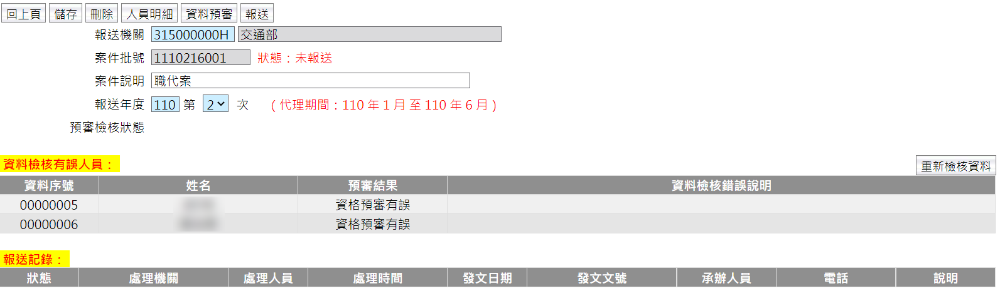 回上頁 儲存 刪除 人員明細 資料預審 報送
報送機關 315000000H 交通部
案件批號 1110216001 狀態：未報送
案件說明 職代案
報送年度 110 第 2 次 （代理期間：110 年 1 月 至 110 年 6 月）
預審檢核狀態
資料檢核有誤人員： 重新檢核資料
資料序號 姓名 預審結果 資料檢核錯誤說明
00000005 資格預審有誤
00000006 資格預審有誤
報送記錄：
狀態 處理機關 處理人員 處理時間 發文日期 發文文號 承辦人員 電話 說明